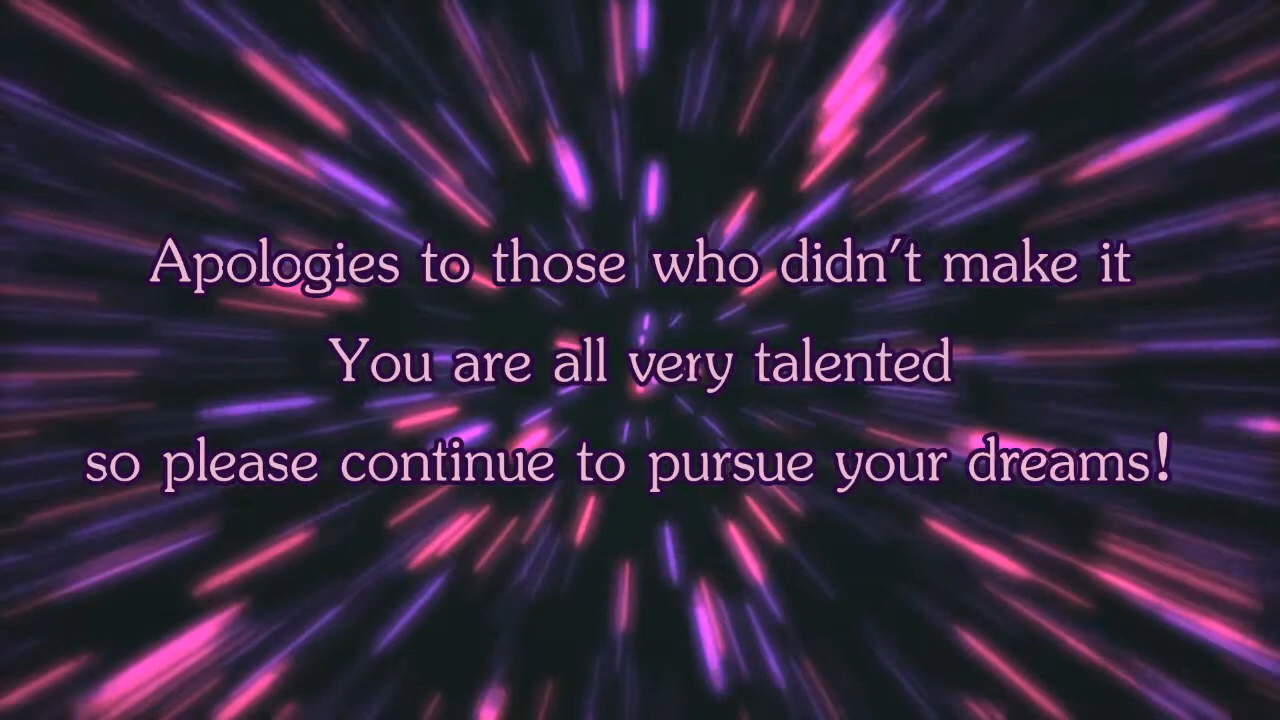 Apologies to those who didn't make it
You are all very talented
so please continue to pursue your dreams!